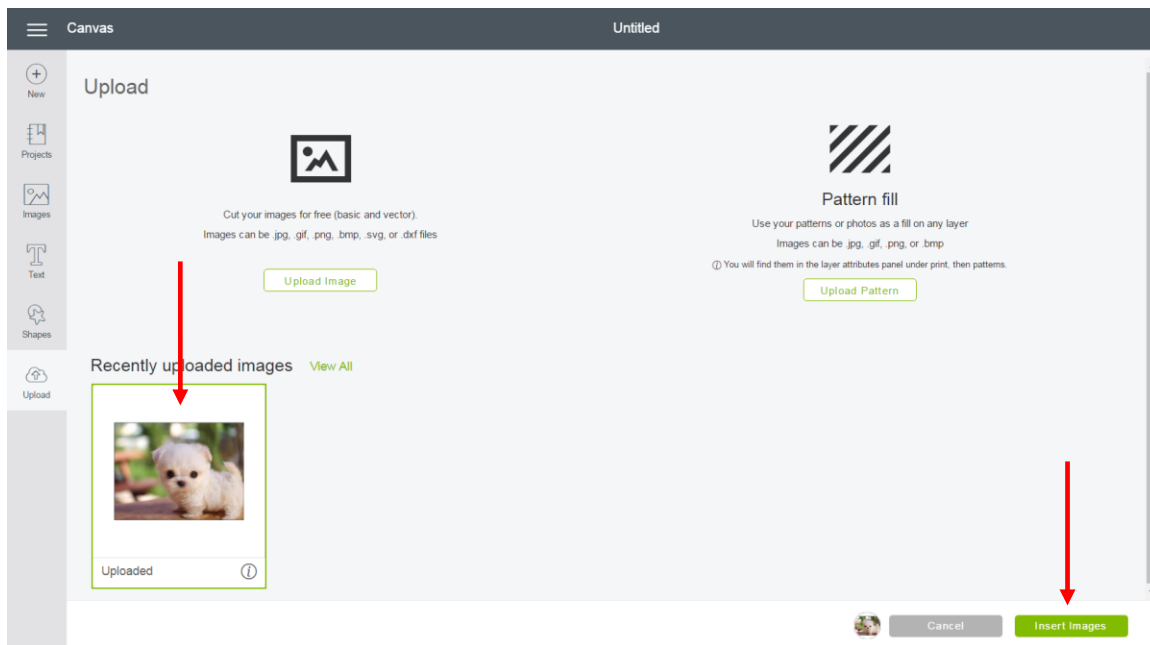 Canvas
Untitled
New
Projects
Images
Text
Shapes
Upload
Upload
Cut your images for free (basic and vector).
Images can be .jpg, .gif, .png, .bmp, .svg, or .dxf files
Upload Image
Pattern fill
Use your patterns or photos as a fill on any layer
Images can be .jpg, .gif, .png, or .bmp
You will find them in the layer attributes panel under print, then patterns.
Upload Pattern
Recently uploaded images View All
Uploaded
Cancel
Insert Images